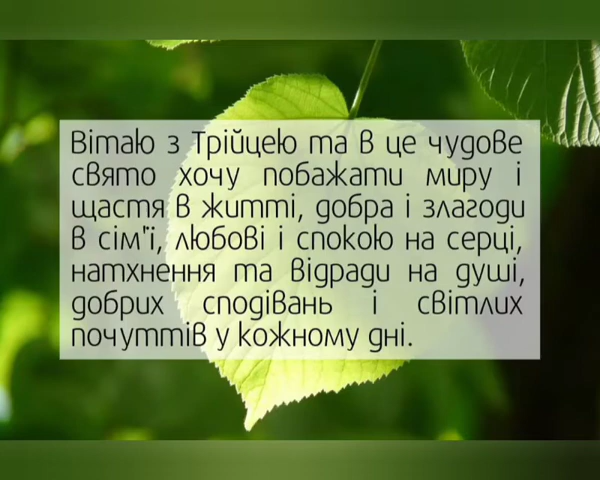 Вітаю з Трійцею та в це чудове
свято хочу побажати миру і
щастя в житті, добра і злагоди
в сім'ї, любові і спокою на серці,
натхнення та відради на душі,
добрих сподівань і світлих
почуттів у кожному дні.